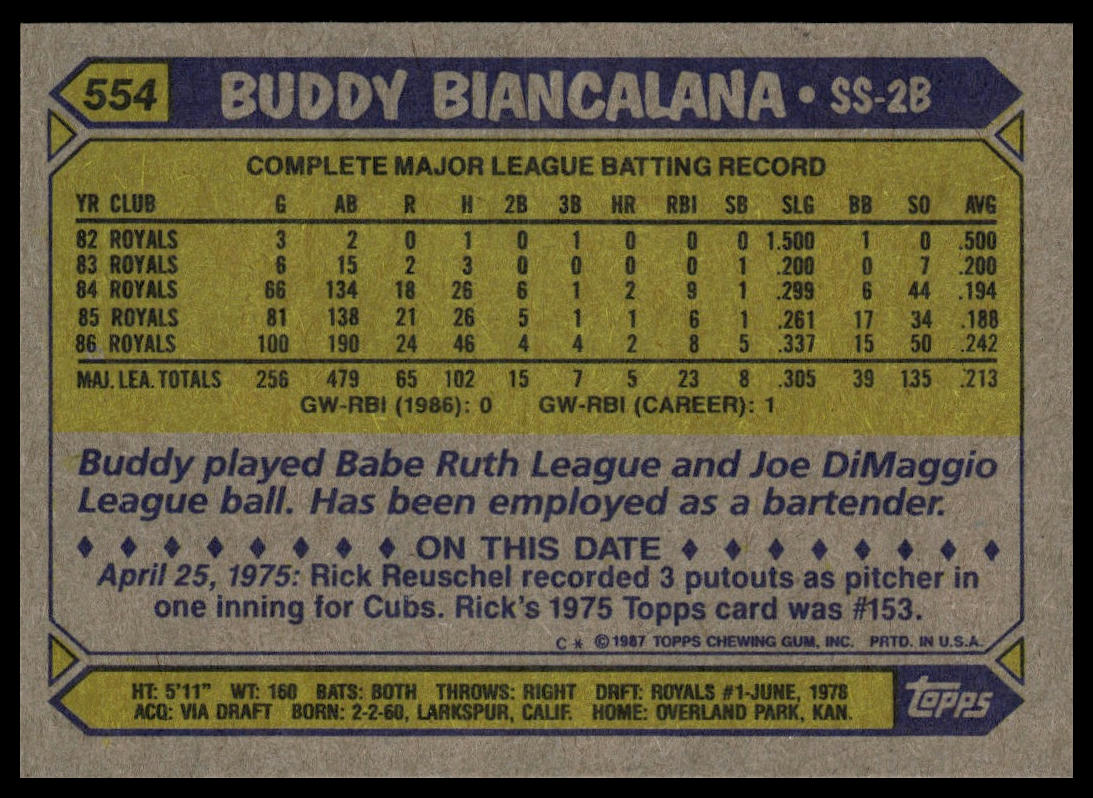 554 BUDDY BIANCALANA • SS-2B
COMPLETE MAJOR LEAGUE BATTING RECORD
YR CLUB G AB R H 2B 3B HR RBI SB SLG BB SO AVG
82 ROYALS 3 2 0 1 0 1 0 0 0 1.500 1 0 .500
83 ROYALS 6 15 2 3 0 0 0 0 1 .200 0 7 .200
84 ROYALS 66 134 18 26 6 1 2 9 1 .299 6 44 .194
85 ROYALS 81 138 21 26 5 1 1 6 1 .261 17 34 .188
86 ROYALS 100 190 24 46 4 4 2 8 5 .337 15 50 .242
MAJ. LEA. TOTALS 256 479 65 102 15 7 5 23 8 .305 39 135 .213
GW-RBI (1986): 0 GW-RBI (CAREER): 1
Buddy played Babe Ruth League and Joe DiMaggio
League ball. Has been employed as a bartender.
♦ ♦ ♦ ♦ ♦ ♦ ♦ ♦ ON THIS DATE ♦ ♦ ♦ ♦ ♦ ♦ ♦ ♦
April 25, 1975: Rick Reuschel recorded 3 putouts as pitcher in
one inning for Cubs. Rick's 1975 Topps card was #153.
C * © 1987 TOPPS CHEWING GUM, INC. PRTD. IN U.S.A.
HT: 5'11" WT: 160 BATS: BOTH THROWS: RIGHT DRFT: ROYALS #1-JUNE, 1978
ACQ: VIA DRAFT BORN: 2-2-60, LARKSPUR, CALIF. HOME: OVERLAND PARK, KAN.
topps